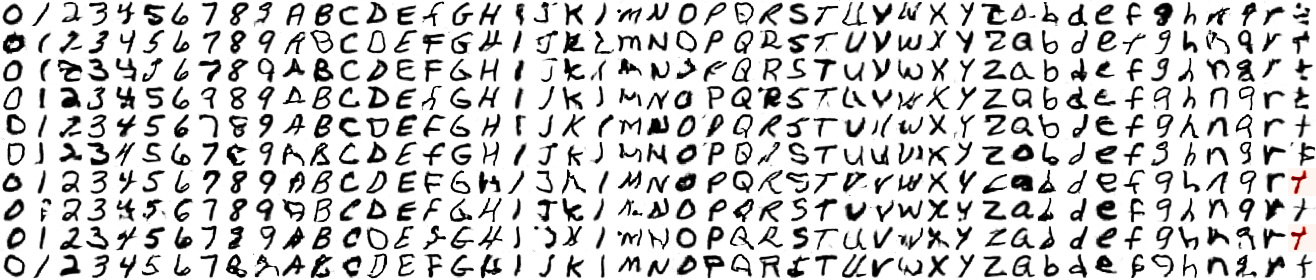 0 1 2 3 4 5 6 7 8 9 A B C D E f G H I J K l m N O P Q R S T U V W X Y Z a b d e f g h n q r t
0 1 2 3 4 5 6 7 8 9 A B C D E F G H I J K L m N O P Q R S T U V W X Y Z a b d e f g h n q r t
0 1 2 3 4 5 6 7 8 9 A B C D E F G H I J K l M N O P Q R S T U V W X Y Z a b d e f g h n q r t
0 1 2 3 4 5 6 7 8 9 A B C D E f G H I J K l M N O P Q R S T U V W X Y Z a b d e f g h n q r t
0 1 2 3 4 5 6 7 8 9 A B C D E f G H I J K l M N O P Q R S T U V W X Y Z a b d e f g h n q r t
0 1 2 3 4 5 6 7 8 9 A B C D E f G H I J K l m N O P Q R S T U V W X Y Z a b d e f g h n q r t
0 1 2 3 4 5 6 7 8 9 A B C D E F G H I J K l M N O P Q R S T U V W X Y Z a b d e f g h n q r t
0 1 2 3 4 5 6 7 8 9 A B C D E F G H I J K l M N O P Q R S T U V W X Y Z a b d e f g h n q r t
0 1 2 3 4 5 6 7 8 9 A B C D E F G H I J K l m N O P Q R S T U V W X Y Z a d d e f g h n q r t
0 1 2 3 4 5 6 7 8 9 A B C D E F G H I J K l m N O P Q R S T U V W X Y Z a b d e f g h n q r t